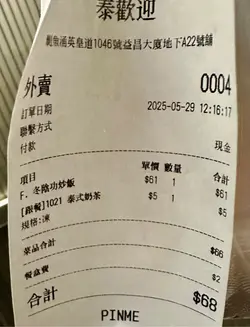 泰歡迎
鰂魚涌英皇道1046號益昌大廈地下A22號舖
外賣 0004
訂單日期 2025-05-29 12:16:17
聯繫方式
付款 現金
項目 單價 數量 合計
F. 冬陰功炒飯 $61 1 $61
[跟餐]1021 泰式奶茶 $5 1 $5
規格:凍
菜品合計 $66
餐盒費 $2
合計 $68
PINME